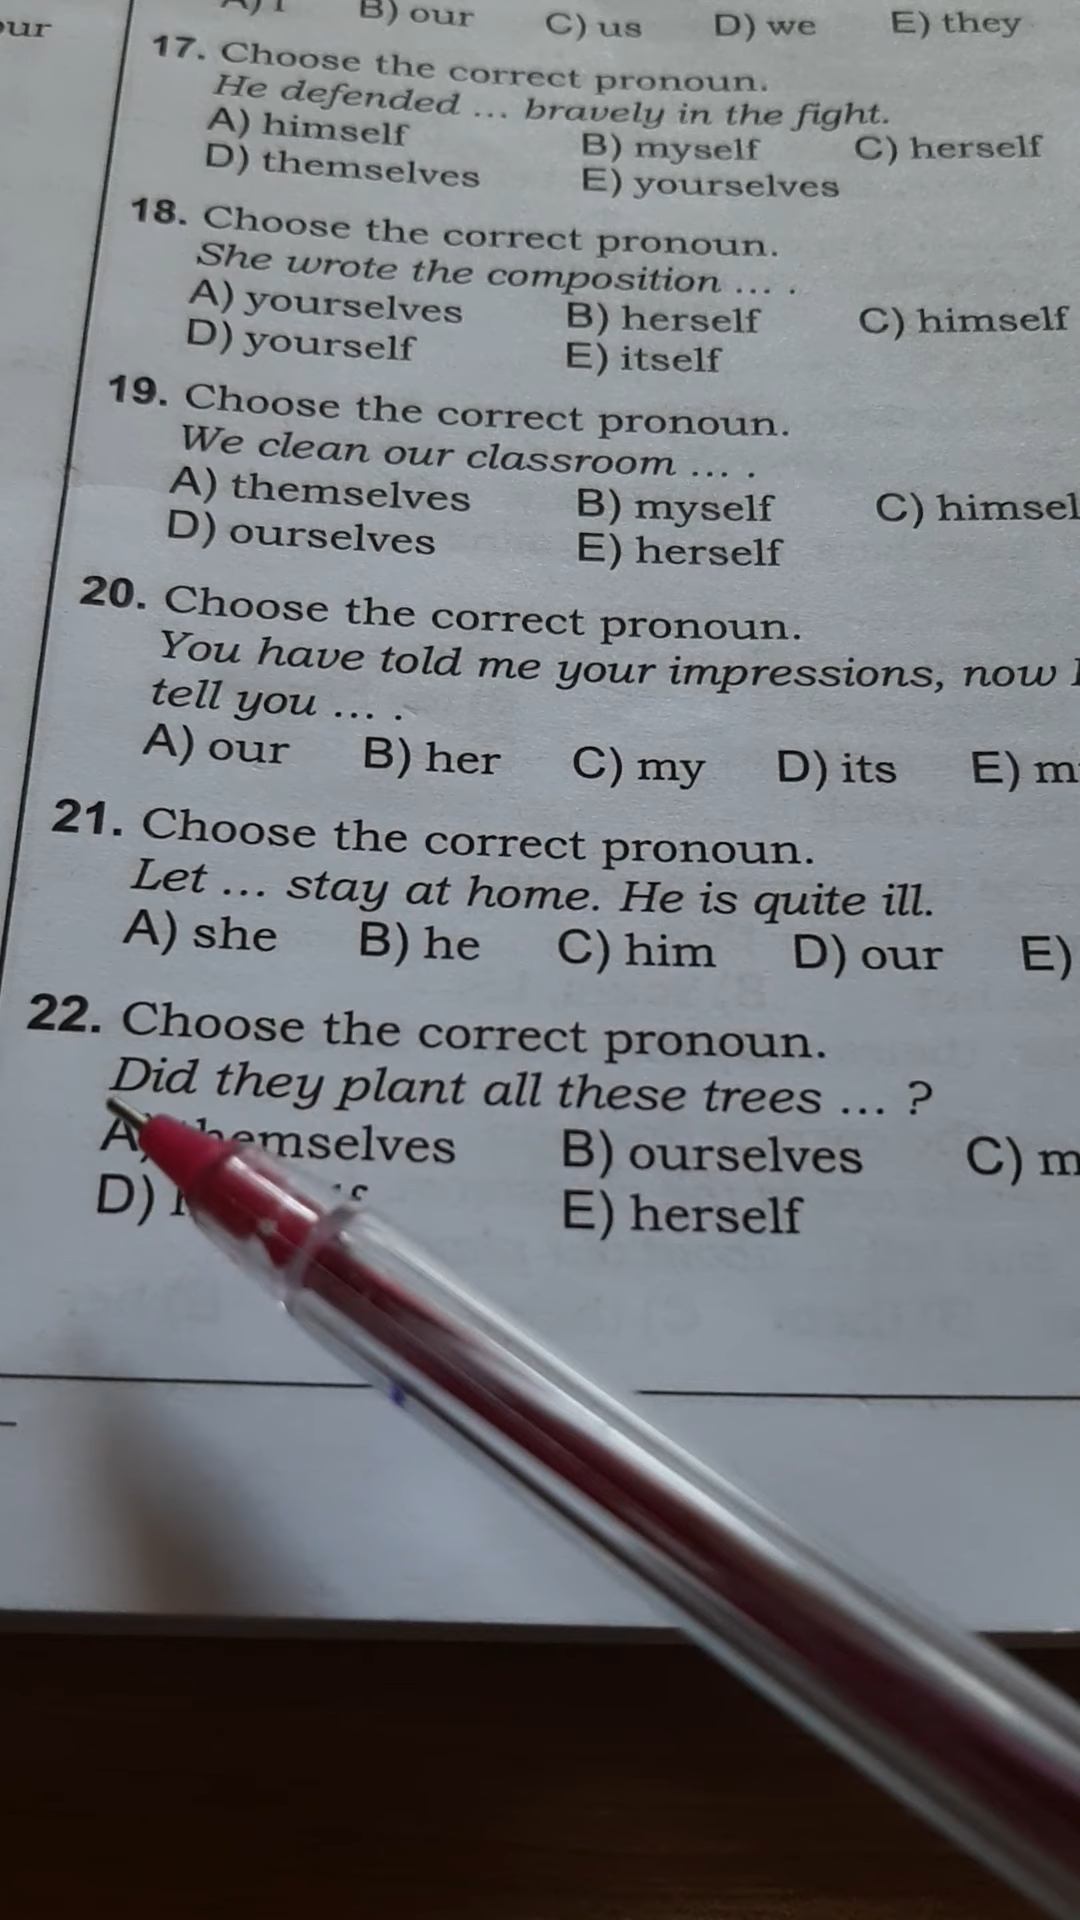 our
B) our C) us D) we E) they
17. Choose the correct pronoun.
He defended ... bravely in the fight.
A) himself B) myself C) herself
D) themselves E) yourselves
18. Choose the correct pronoun.
She wrote the composition ... .
A) yourselves B) herself C) himself
D) yourself E) itself
19. Choose the correct pronoun.
We clean our classroom ... .
A) themselves B) myself C) himsel
D) ourselves E) herself
20. Choose the correct pronoun.
You have told me your impressions, now I
tell you ... .
A) our B) her C) my D) its E) m
21. Choose the correct pronoun.
Let ... stay at home. He is quite ill.
A) she B) he C) him D) our E)
22. Choose the correct pronoun.
Did they plant all these trees ... ?
A) themselves B) ourselves C) m
D) E) herself